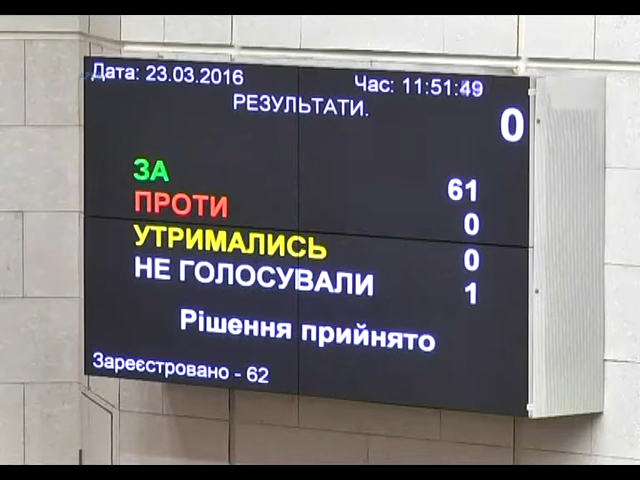 Дата: 23.03.2016 Час: 11:51:49
РЕЗУЛЬТАТИ.
0
ЗА 61
ПРОТИ 0
УТРИМАЛИСЬ 0
НЕ ГОЛОСУВАЛИ 1
Рішення прийнято
Зареєстровано - 62